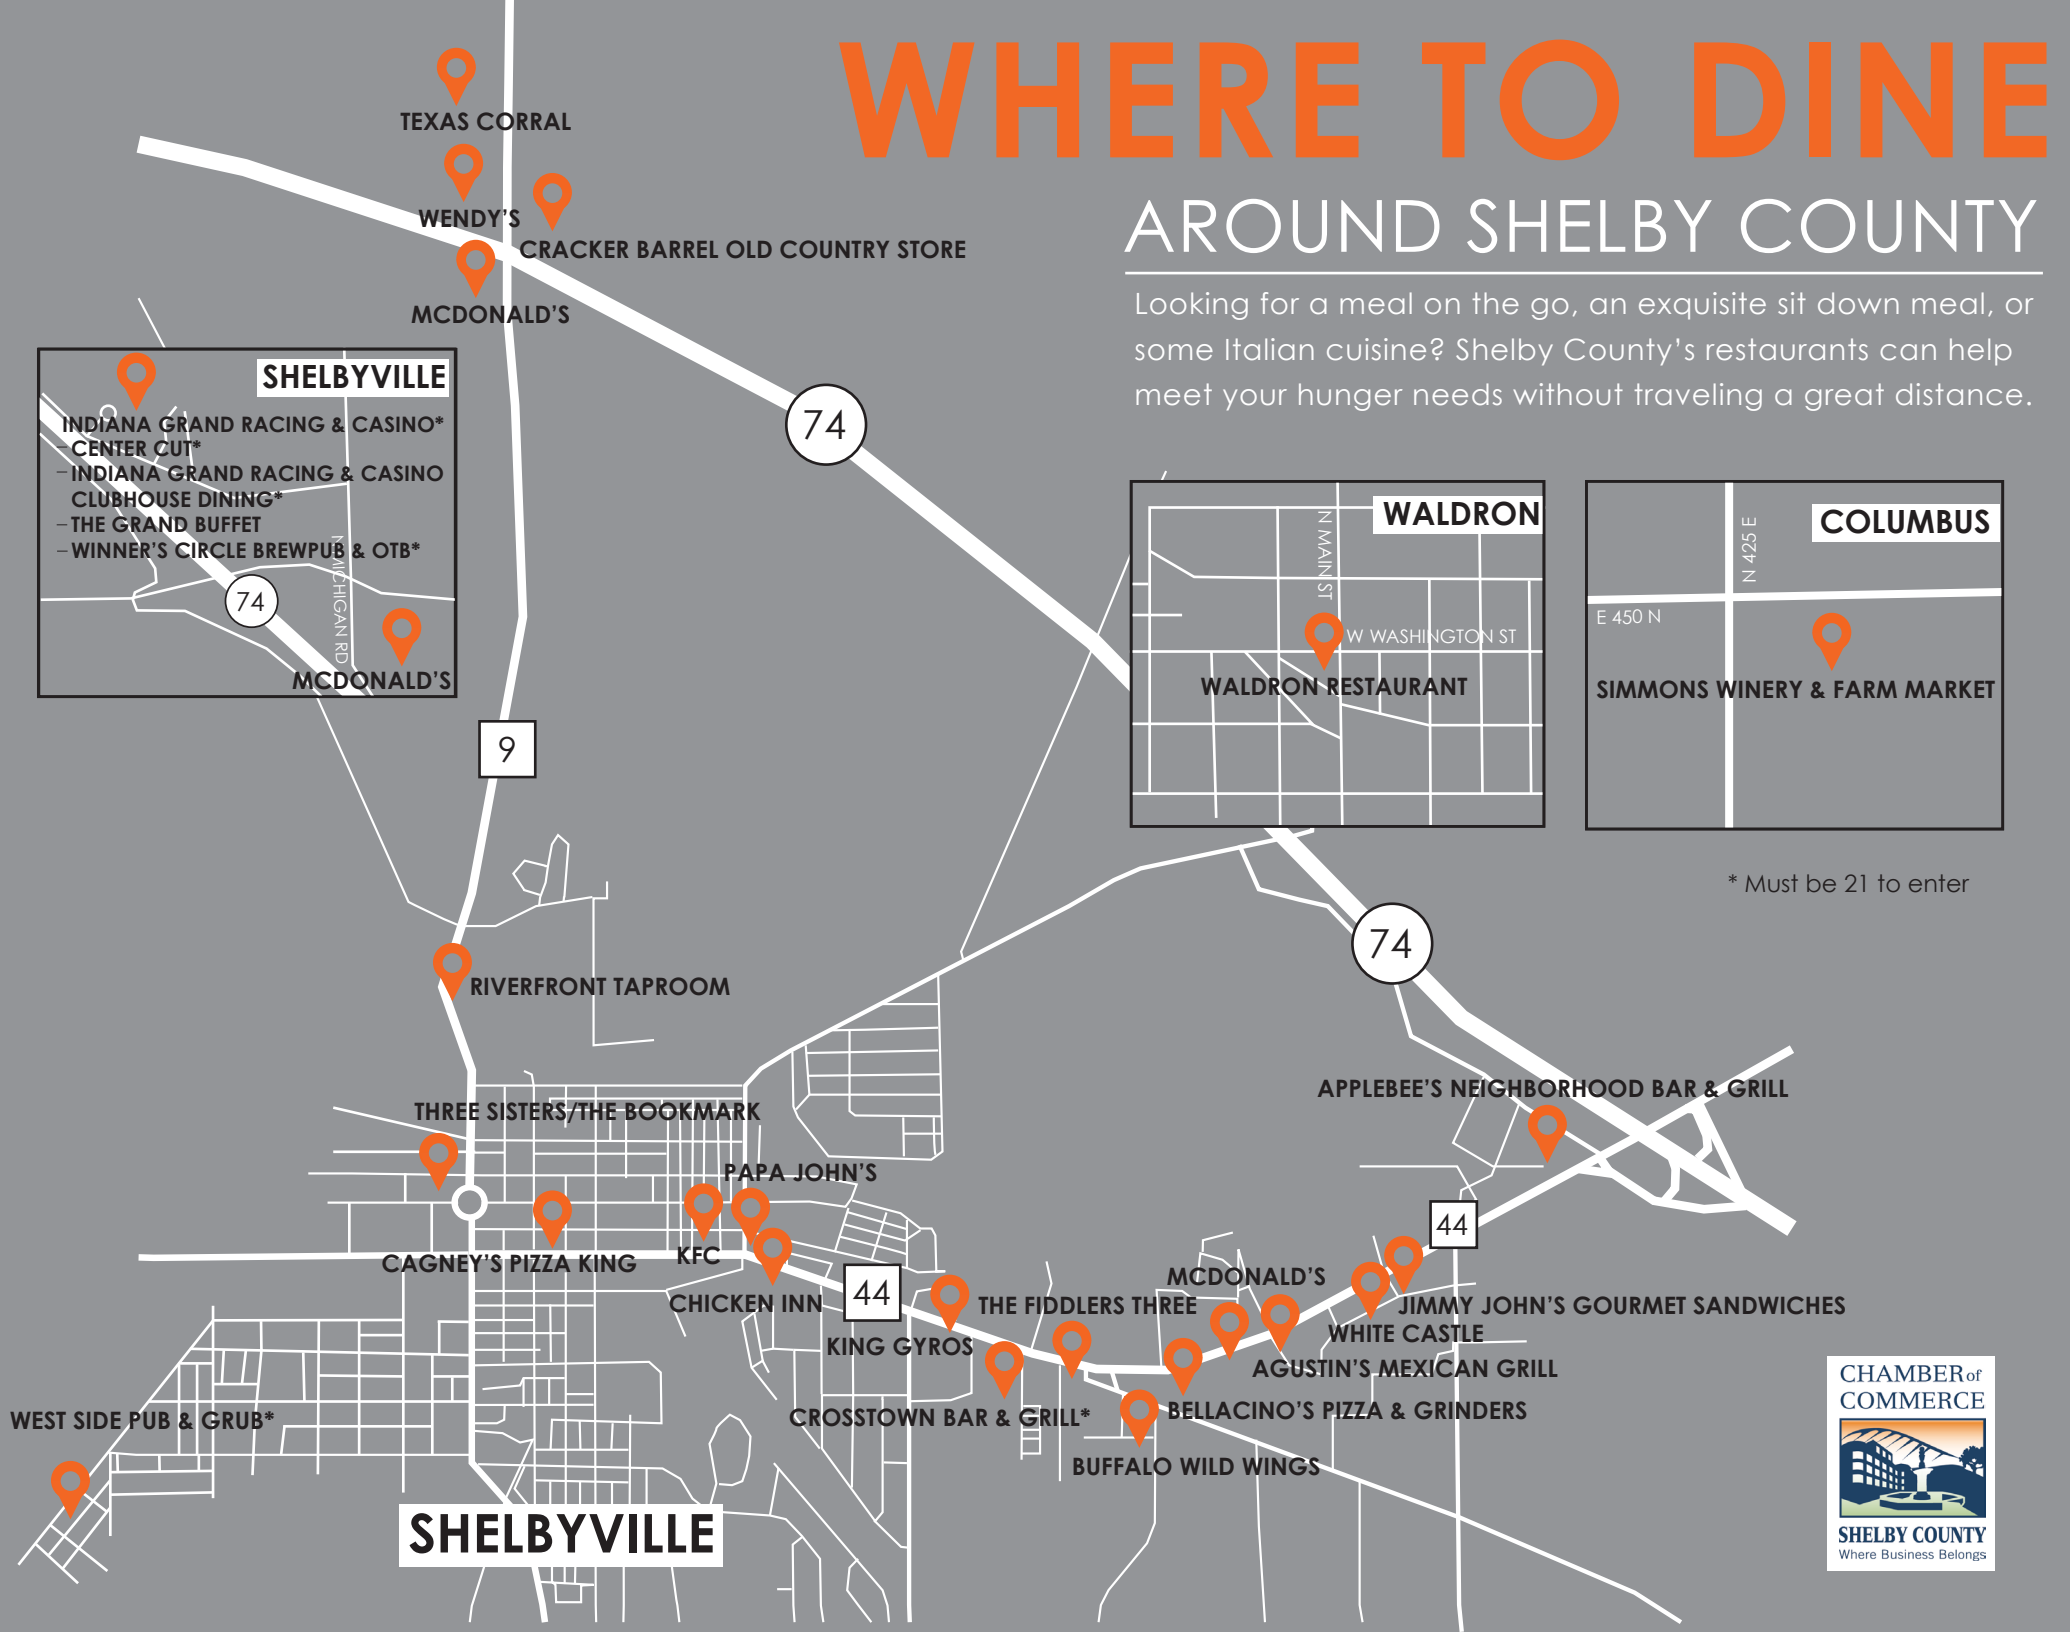 WHERE TO DINE
AROUND SHELBY COUNTY
Looking for a meal on the go, an exquisite sit down meal, or
some Italian cuisine? Shelby County's restaurants can help
meet your hunger needs without traveling a great distance.
TEXAS CORRAL
WENDY'S
CRACKER BARREL OLD COUNTRY STORE
MCDONALD'S
SHELBYVILLE
INDIANA GRAND RACING & CASINO*
– CENTER CUT*
– INDIANA GRAND RACING & CASINO
CLUBHOUSE DINING*
– THE GRAND BUFFET
– WINNER'S CIRCLE BREWPUB & OTB*
N MICHIGAN RD
74
MCDONALD'S
74
9
WALDRON
N MAIN ST
W WASHINGTON ST
WALDRON RESTAURANT
COLUMBUS
N 425 E
E 450 N
SIMMONS WINERY & FARM MARKET
* Must be 21 to enter
74
RIVERFRONT TAPROOM
APPLEBEE'S NEIGHBORHOOD BAR & GRILL
THREE SISTERS/THE BOOKMARK
PAPA JOHN'S
44
CAGNEY'S PIZZA KING
KFC
CHICKEN INN
44
MCDONALD'S
THE FIDDLERS THREE
JIMMY JOHN'S GOURMET SANDWICHES
WHITE CASTLE
KING GYROS
AGUSTIN'S MEXICAN GRILL
CROSSTOWN BAR & GRILL*
BELLACINO'S PIZZA & GRINDERS
WEST SIDE PUB & GRUB*
BUFFALO WILD WINGS
SHELBYVILLE
CHAMBER of
COMMERCE
SHELBY COUNTY
Where Business Belongs